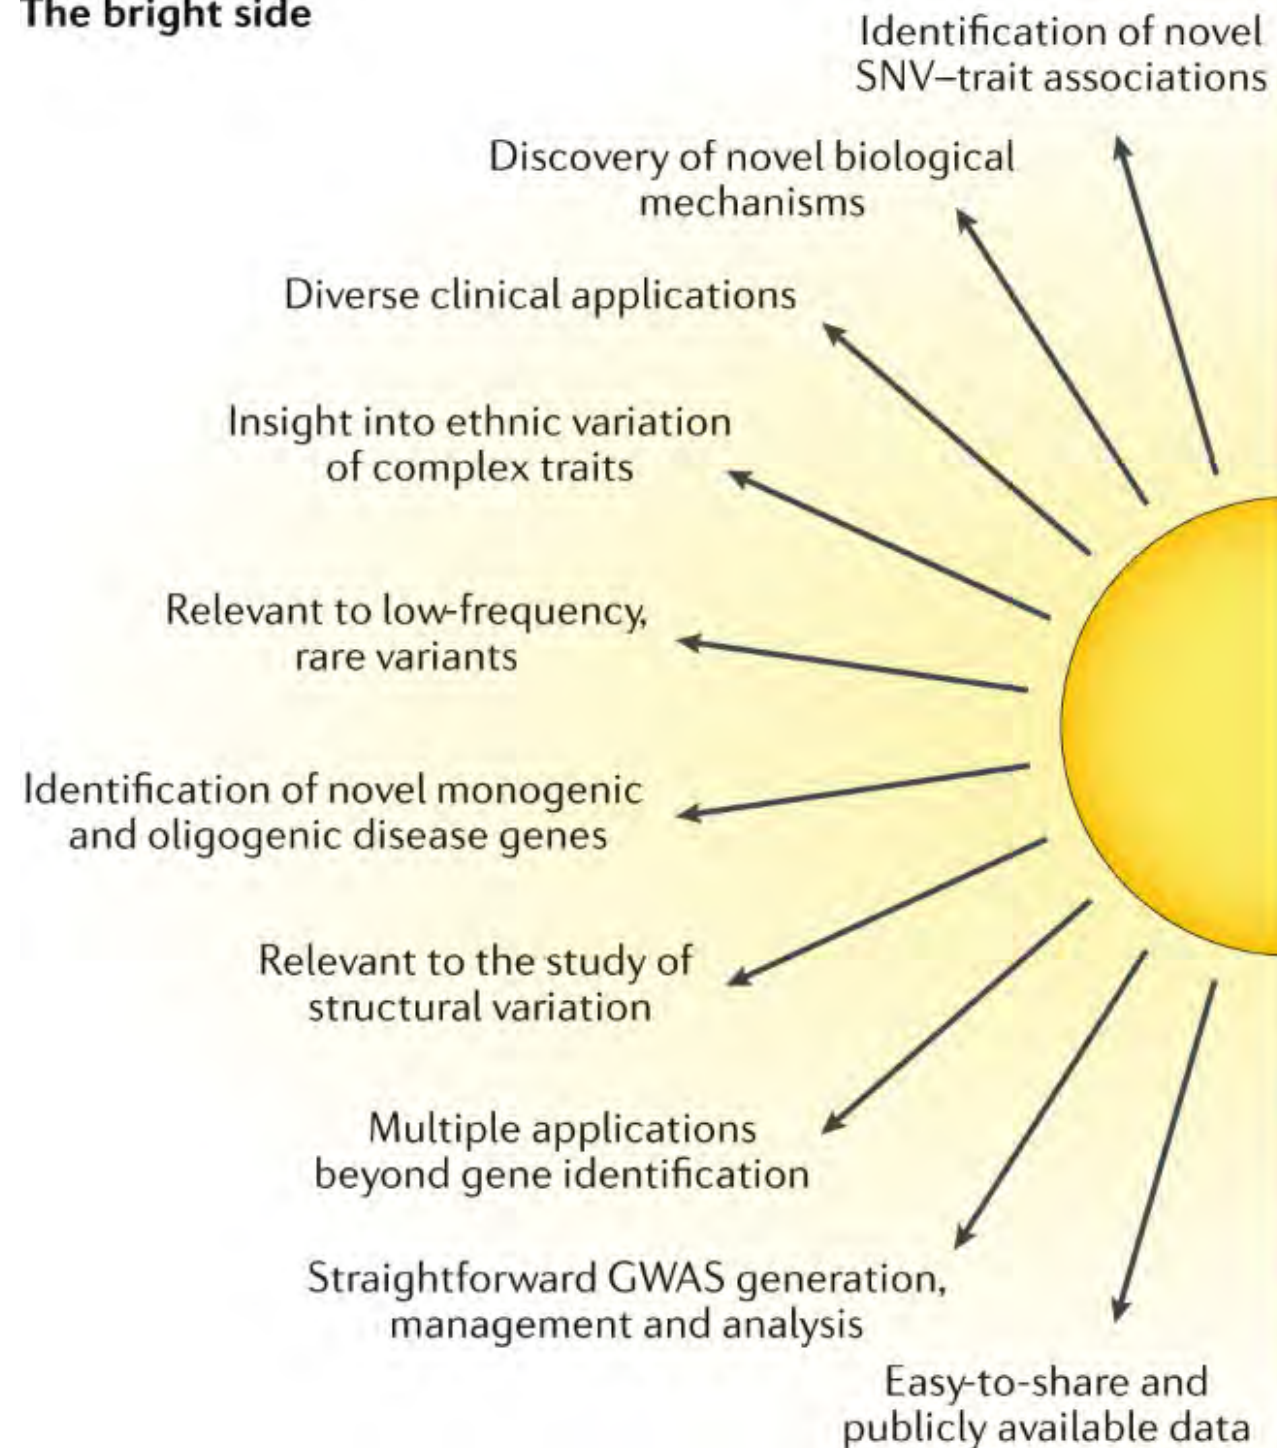 The bright side
Identification of novel
SNV–trait associations
Discovery of novel biological
mechanisms
Diverse clinical applications
Insight into ethnic variation
of complex traits
Relevant to low-frequency,
rare variants
Identification of novel monogenic
and oligogenic disease genes
Relevant to the study of
structural variation
Multiple applications
beyond gene identification
Straightforward GWAS generation,
management and analysis
Easy-to-share and
publicly available data